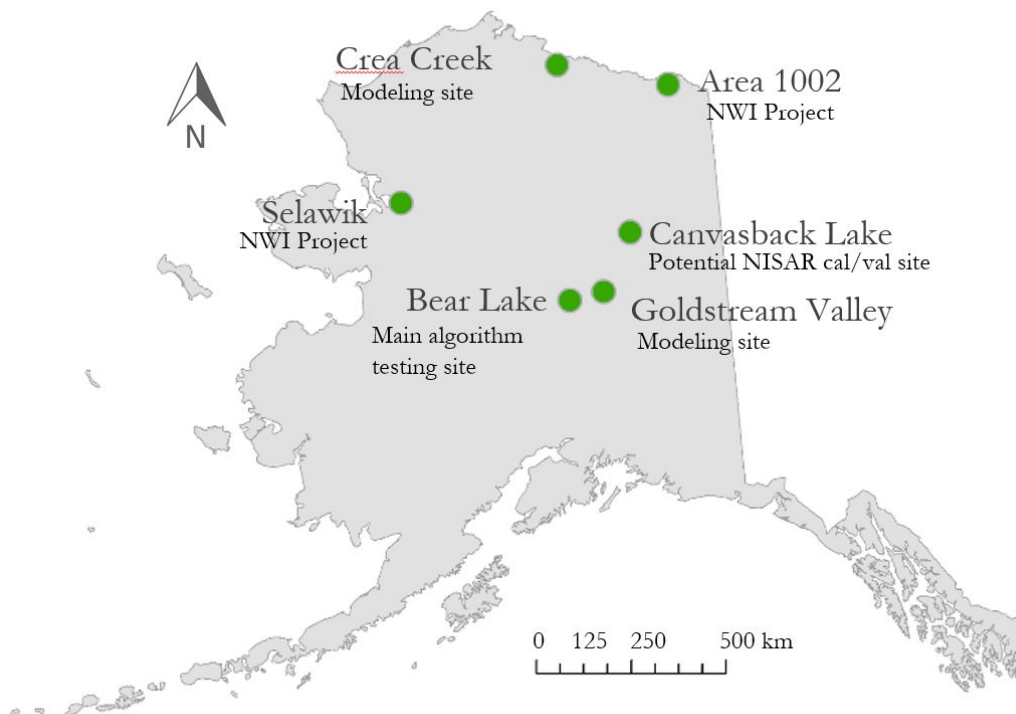 Crea Creek
Modeling site
Area 1002
NWI Project
N
Selawik
NWI Project
Canvasback Lake
Potential NISAR cal/val site
Bear Lake
Main algorithm
testing site
Goldstream Valley
Modeling site
0 125 250 500 km